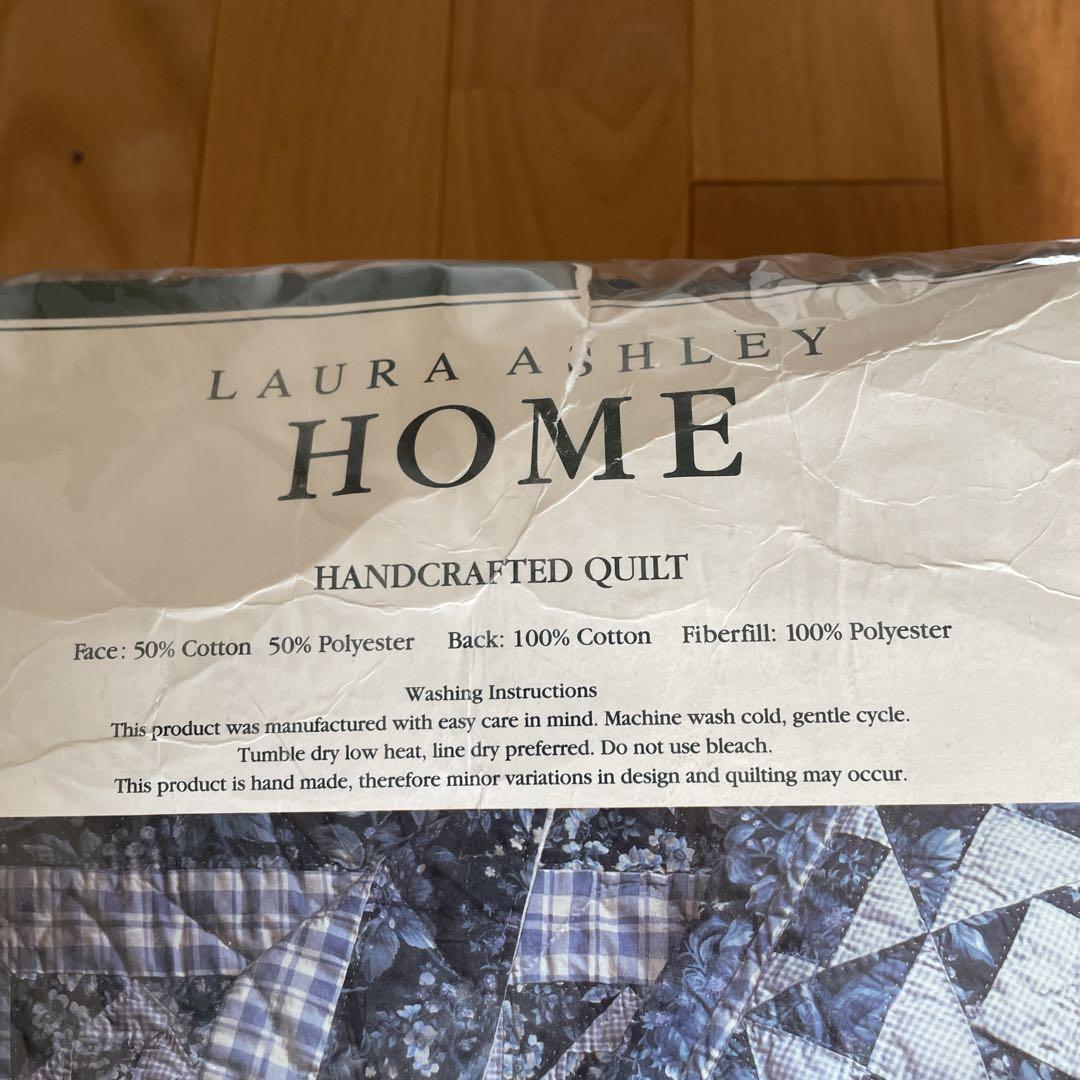 LAURA ASHLEY
HOME
HANDCRAFTED QUILT
Face: 50% Cotton 50% Polyester Back: 100% Cotton Fiberfill: 100% Polyester
Washing Instructions
This product was manufactured with easy care in mind. Machine wash cold, gentle cycle.
Tumble dry low heat, line dry preferred. Do not use bleach.
This product is hand made, therefore minor variations in design and quilting may occur.